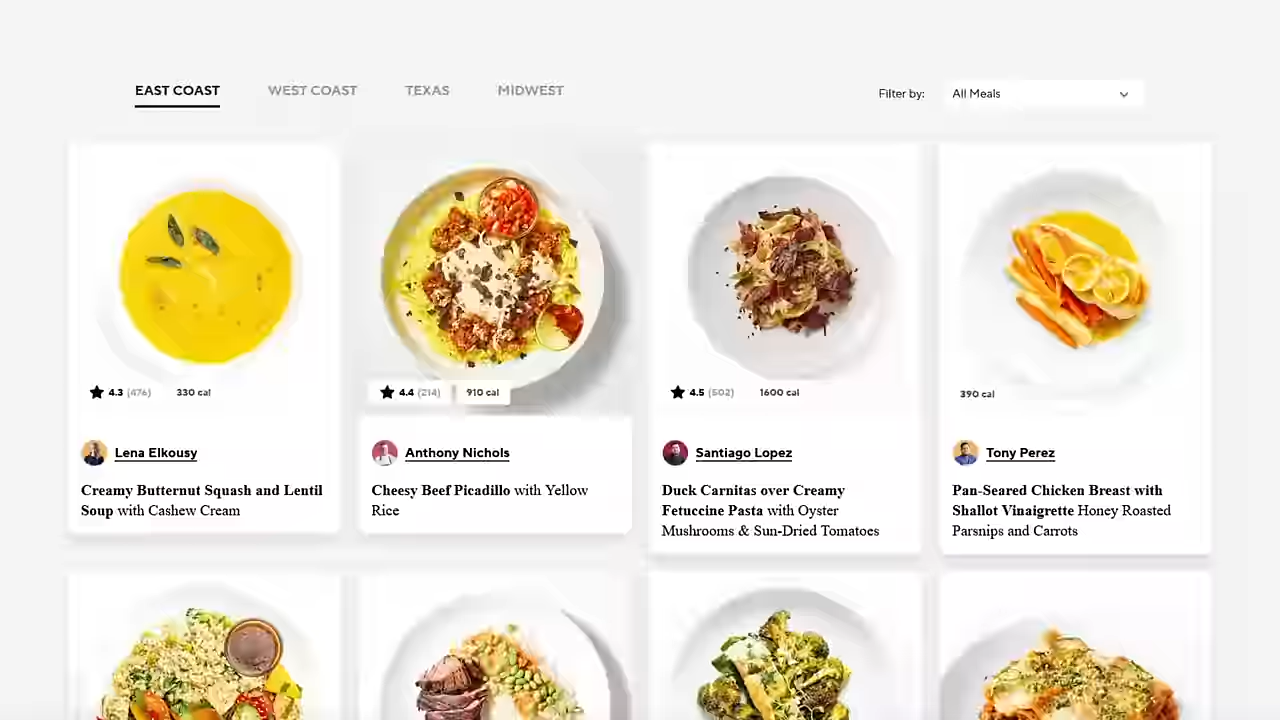 EAST COAST WEST COAST TEXAS MIDWEST Filter by: All Meals
4.3 (476) 330 cal
Lena Elkousy
Creamy Butternut Squash and Lentil
Soup with Cashew Cream
4.4 (214) 910 cal
Anthony Nichols
Cheesy Beef Picadillo with Yellow
Rice
4.5 (502) 1600 cal
Santiago Lopez
Duck Carnitas over Creamy
Fetuccine Pasta with Oyster
Mushrooms & Sun-Dried Tomatoes
390 cal
Tony Perez
Pan-Seared Chicken Breast with
Shallot Vinaigrette Honey Roasted
Parsnips and Carrots